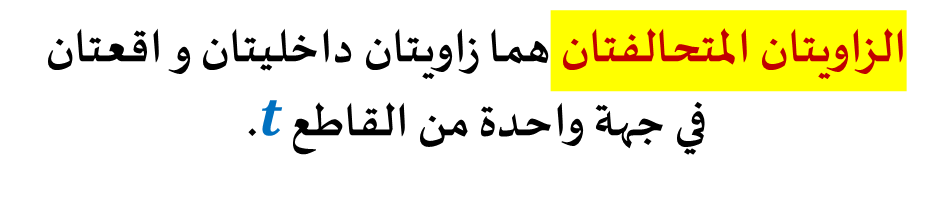 الزاويتان المتحالفتان هما زاويتان داخليتان و اقعتان
في جهة واحدة من القاطع t.